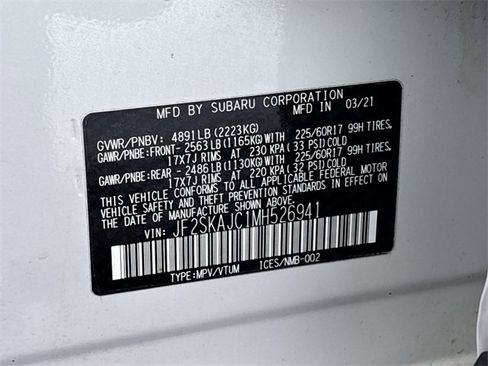 MFD BY SUBARU CORPORATION
MFD IN 03/21
GVWR/PNBV: 4891LB(2223KG)
GAWR/PNBE:FRONT- 2563LB(1165KG) 225/60R17 99H TIRES.
17X7J RIMS AT 230 KPA (33 PSI)COLD
GAWR/PNBE:REAR - 2486LB(1130KG) 225/60R17 99H TIRES.
17X7J RIMS AT 220 KPA (32 PSI)COLD
THIS VEHICLE CONFORMS TO ALL APPLICABLE FEDERAL MOTOR
VEHICLE SAFETY AND THEFT PREVENTION STANDARDS IN EFFECT ON
THE DATE OF MANUFACTURE SHOWN ABOVE.
VIN: JF2SKAJC1MH526941
TYPE:MPV/VTUM ICES/NMB-002